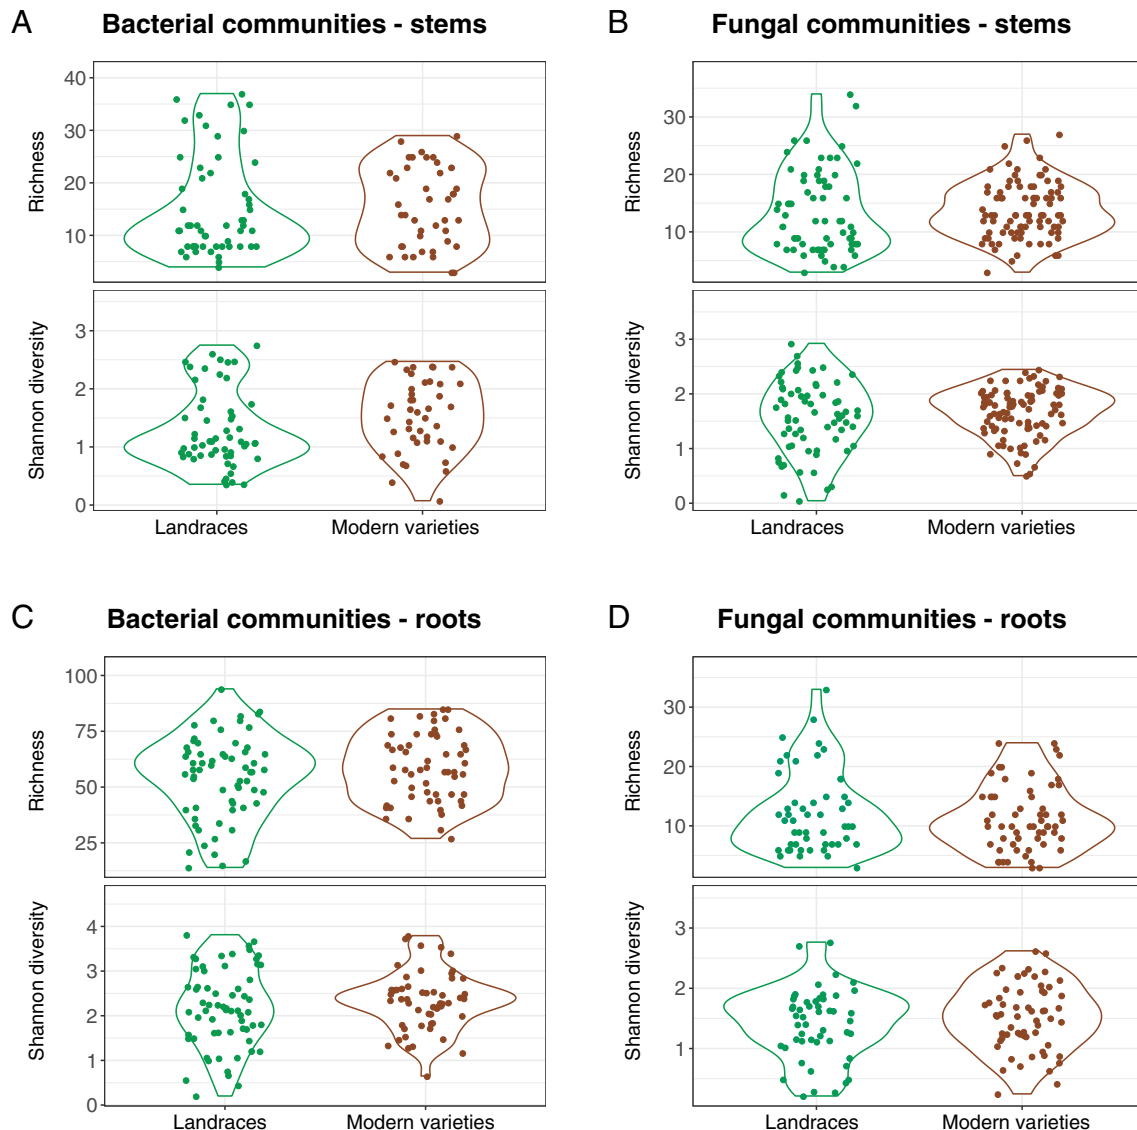 A Bacterial communities - stems
Richness
40
30
20
10
Shannon diversity
3
2
1
0
Landraces Modern varieties
B Fungal communities - stems
Richness
30
20
10
Shannon diversity
3
2
1
0
Landraces Modern varieties
C Bacterial communities - roots
Richness
100
75
50
25
Shannon diversity
4
3
2
1
0
Landraces Modern varieties
D Fungal communities - roots
Richness
30
20
10
Shannon diversity
3
2
1
Landraces Modern varieties